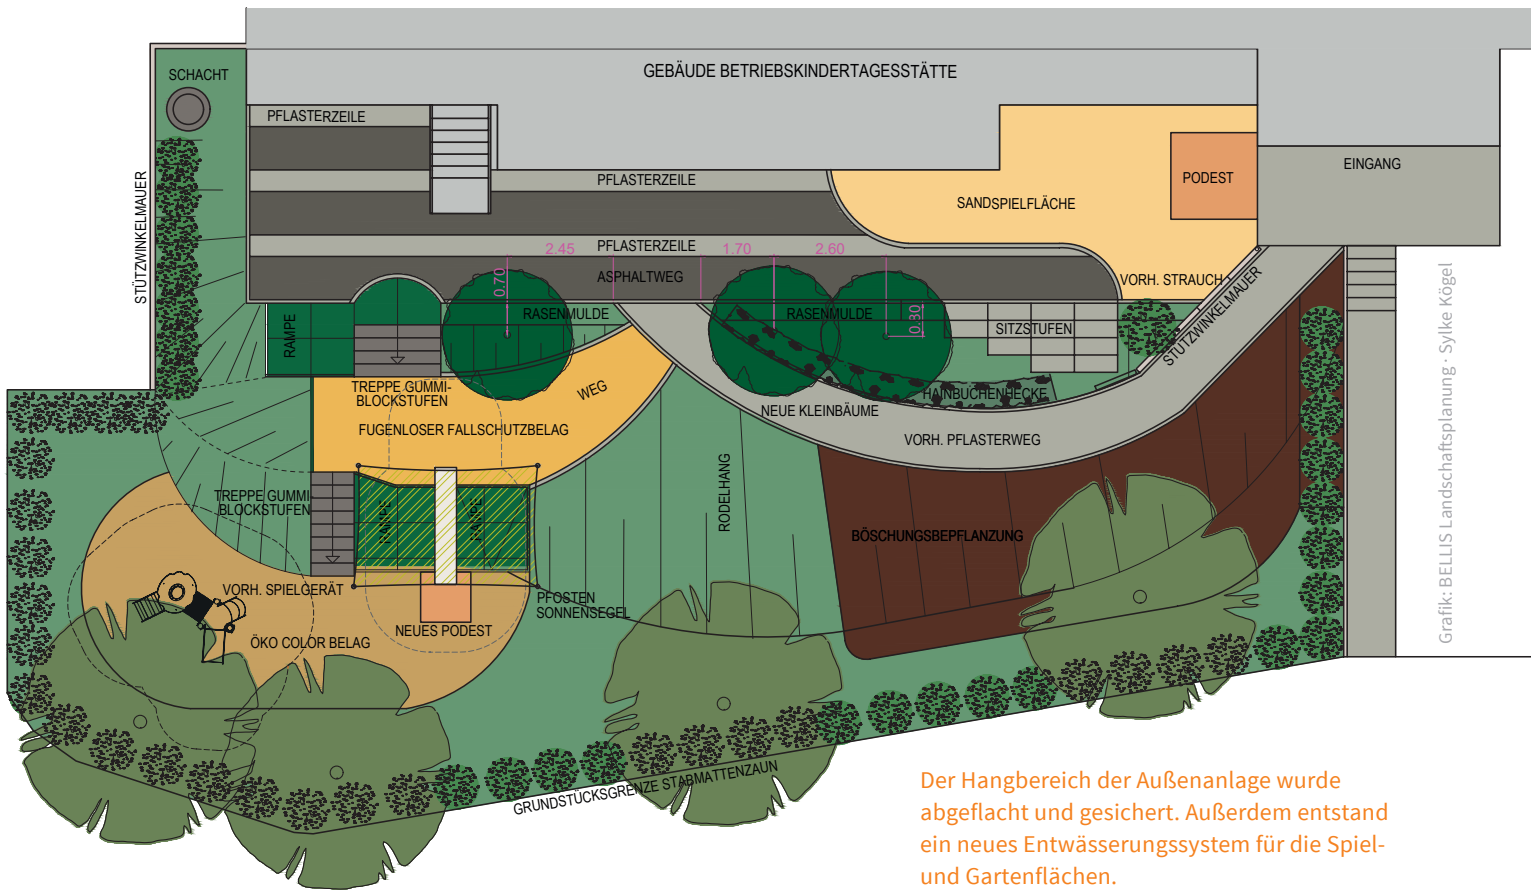 GEBÄUDE BETRIEBSKINDERTAGESSTÄTTE
SCHACHT
PFLASTERZEILE
EINGANG
PODEST
PFLASTERZEILE
SANDSPIELFLÄCHE
STÜTZWINKELMAUER
PFLASTERZEILE
2.45
1.70
2.60
0.70
ASPHALTWEG
VORH. STRAUCH
STÜTZWINKELMAUER
RASENMULDE
RASENMULDE
0.80
SITZSTUFEN
RAMPE
TREPPE GUMMI-
BLOCKSTUFEN
WEG
HAINBUCHENHECKE
NEUE KLEINBÄUME
FUGENLOSER FALLSCHUTZBELAG
VORH. PFLASTERWEG
TREPPE GUMMI-
BLOCKSTUFEN
RAMPE
RAMPE
RODELHANG
BÖSCHUNGSBEPFLANZUNG
VORH. SPIELGERÄT
PFOSTEN
SONNENSEGEL
NEUES PODEST
ÖKO COLOR BELAG
GRUNDSTÜCKSGRENZE STABMATTENZAUN
Grafik: BELLIS Landschaftsplanung · Sylke Kögel
Der Hangbereich der Außenanlage wurde
abgeflacht und gesichert. Außerdem entstand
ein neues Entwässerungssystem für die Spiel-
und Gartenflächen.